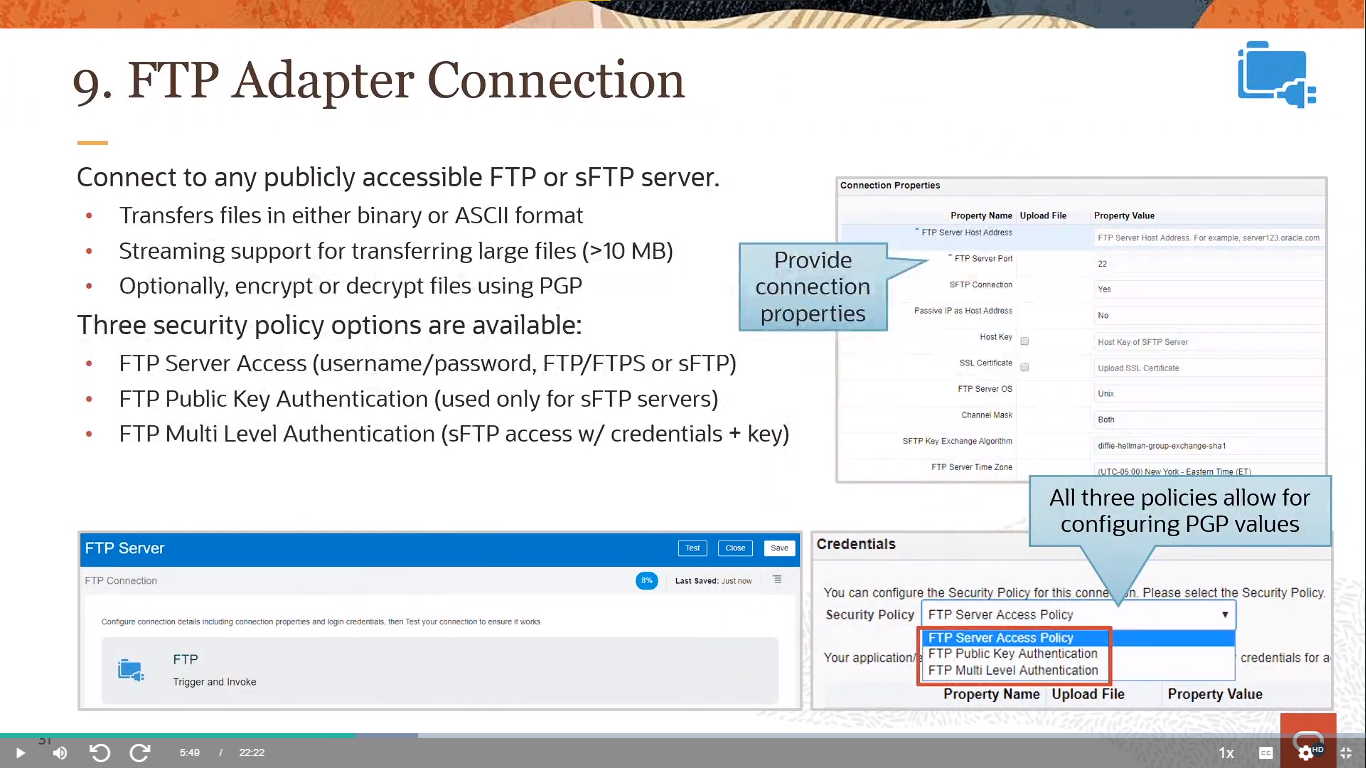 9. FTP Adapter Connection
Connect to any publicly accessible FTP or sFTP server.
• Transfers files in either binary or ASCII format
• Streaming support for transferring large files (>10 MB)
• Optionally, encrypt or decrypt files using PGP
Three security policy options are available:
• FTP Server Access (username/password, FTP/FTPS or sFTP)
• FTP Public Key Authentication (used only for sFTP servers)
• FTP Multi Level Authentication (sFTP access w/ credentials + key)
Provide
connection
properties
Connection Properties
Property Name Upload File Property Value
* FTP Server Host Address FTP Server Host Address. For example, server123.oracle.com
* FTP Server Port 22
SFTP Connection Yes
Passive IP as Host Address No
Host Key Host Key of SFTP Server
SSL Certificate Upload SSL Certificate
FTP Server OS Unix
Channel Mask Both
SFTP Key Exchange Algorithm diffie-hellman-group-exchange-sha1
FTP Server Time Zone (UTC-05:00) New York - Eastern Time (ET)
All three policies allow for
configuring PGP values
FTP Server Test Close Save
FTP Connection 8% Last Saved: Just now
Configure connection details including connection properties and login credentials, then Test your connection to ensure it works.
FTP
Trigger and Invoke
Credentials
You can configure the Security Policy for this connection. Please select the Security Policy.
Security Policy FTP Server Access Policy
FTP Server Access Policy
FTP Public Key Authentication
FTP Multi Level Authentication
Your application/ credentials for a
Property Name Upload File Property Value
5:49 / 22:22 1x CC HD